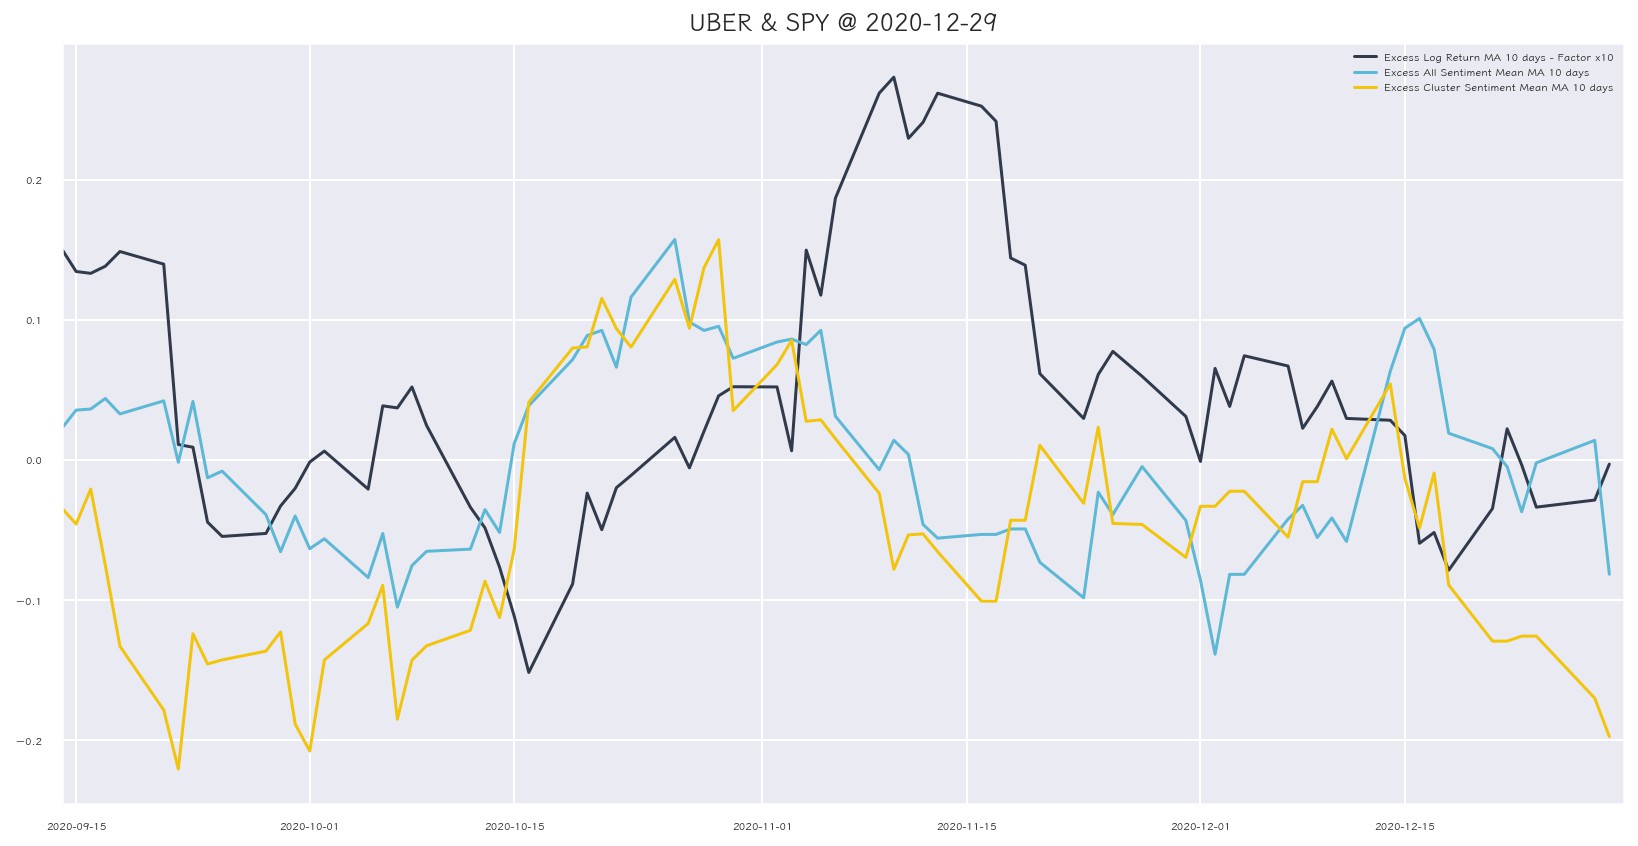 UBER & SPY @ 2020-12-29
Excess Log Return MA 10 days - Factor x10
Excess All Sentiment Mean MA 10 days
Excess Cluster Sentiment Mean MA 10 days
0.2
0.1
0.0
−0.1
−0.2
2020-09-15 2020-10-01 2020-10-15 2020-11-01 2020-11-15 2020-12-01 2020-12-15